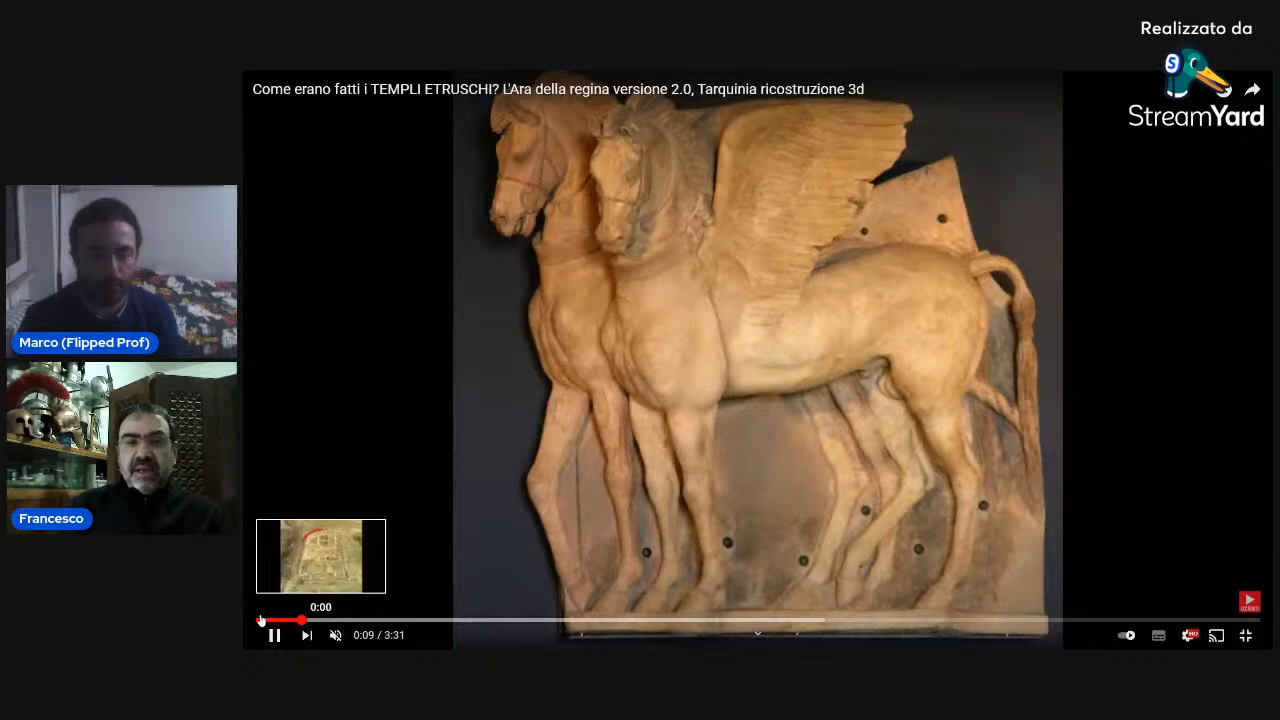 Realizzato da
StreamYard
Come erano fatti i TEMPLI ETRUSCHI? L'Ara della regina versione 2.0, Tarquinia ricostruzione 3d
Marco (Flipped Prof)
Francesco
0:00
0:09 / 3:31
HD